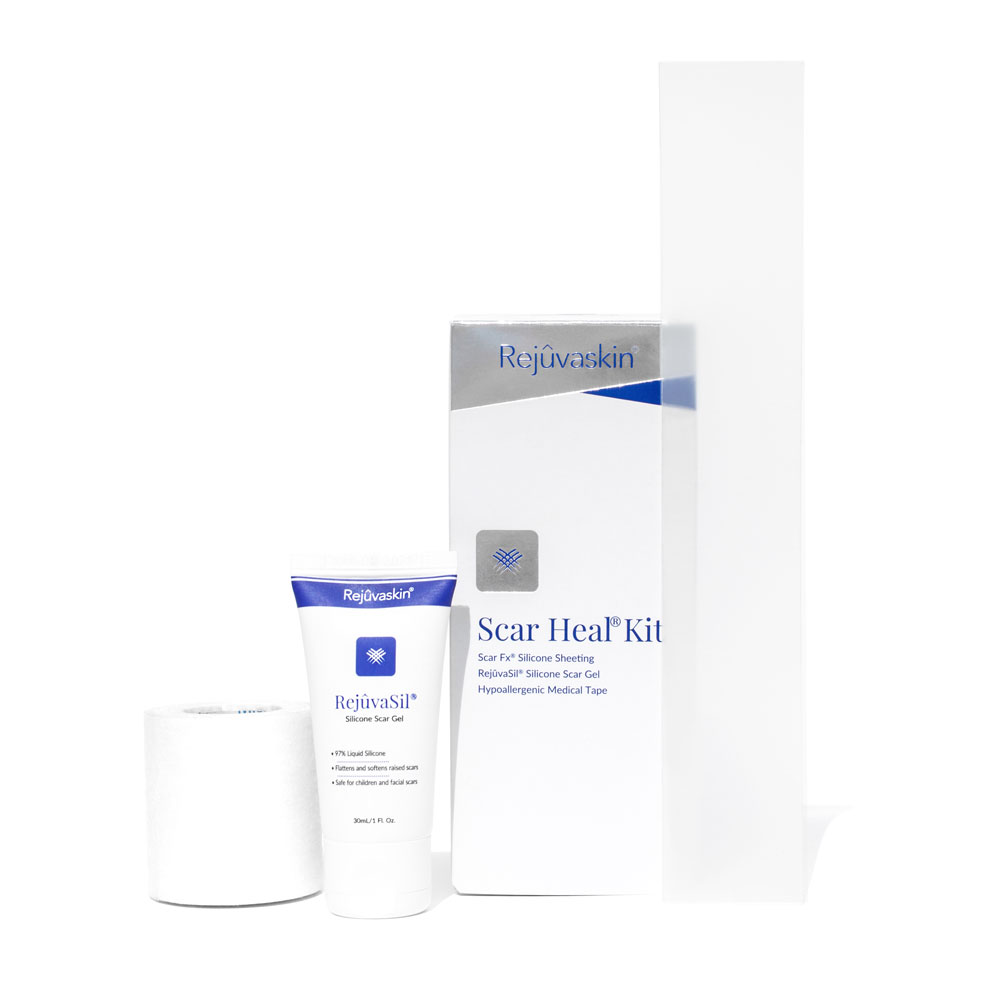 Rejûvaskin®
Scar Heal® Kit
Scar Fx® Silicone Sheeting
RejûvaSil® Silicone Scar Gel
Hypoallergenic Medical Tape
Rejûvaskin®
RejûvaSil®
Silicone Scar Gel
• 97% Liquid Silicone
• Flattens and softens raised scars
• Safe for children and facial scars
30mL/1 Fl. Oz.